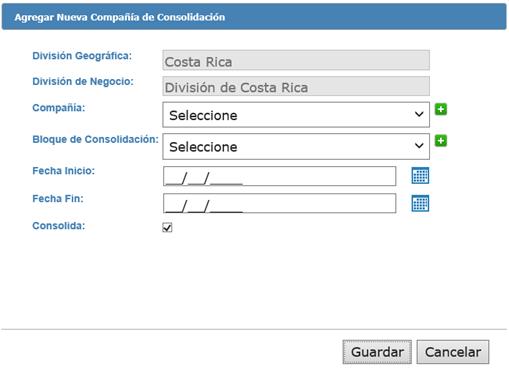 Agregar Nueva Compañía de Consolidación
División Geográfica: Costa Rica
División de Negocio: División de Costa Rica
Compañía: Seleccione
Bloque de Consolidación: Seleccione
Fecha Inicio: __/__/____
Fecha Fin: __/__/____
Consolida:
Guardar Cancelar